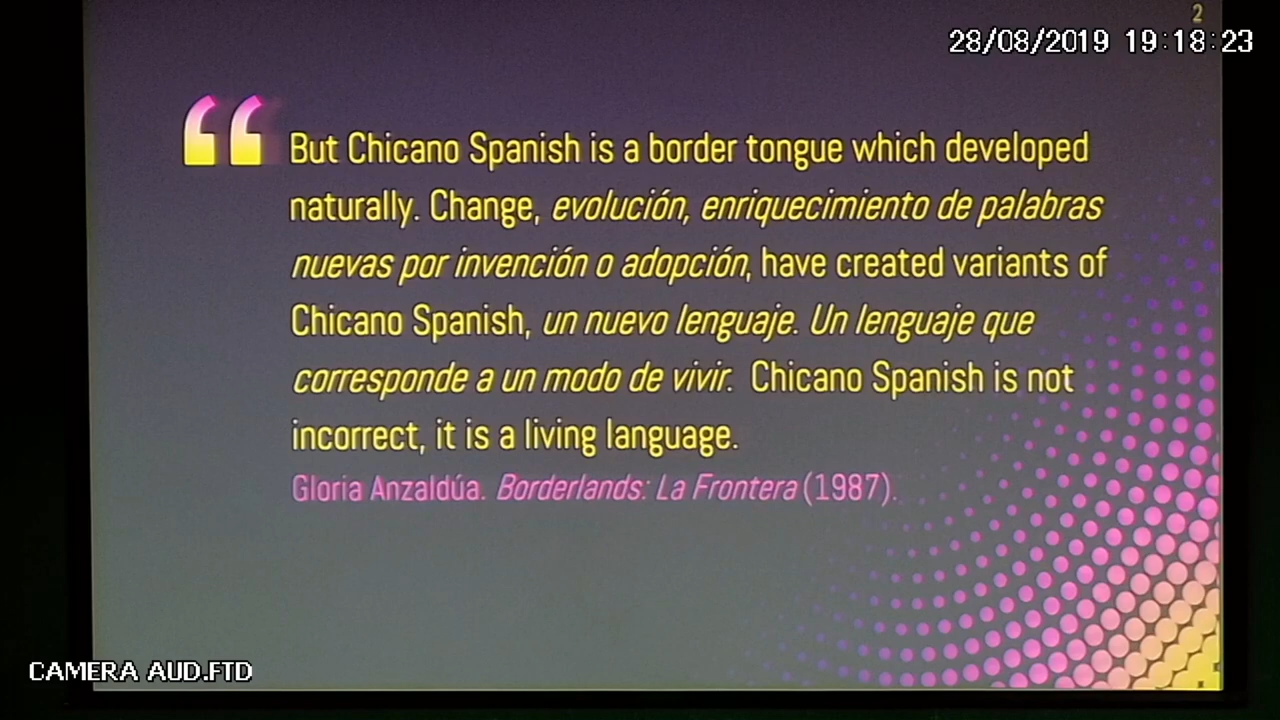 2
28/08/2019 19:18:23
“ But Chicano Spanish is a border tongue which developed
naturally. Change, evolución, enriquecimiento de palabras
nuevas por invención o adopción, have created variants of
Chicano Spanish, un nuevo lenguaje. Un lenguaje que
corresponde a un modo de vivir. Chicano Spanish is not
incorrect, it is a living language.
Gloria Anzaldúa. Borderlands: La Frontera (1987).
CAMERA AUD.FTD